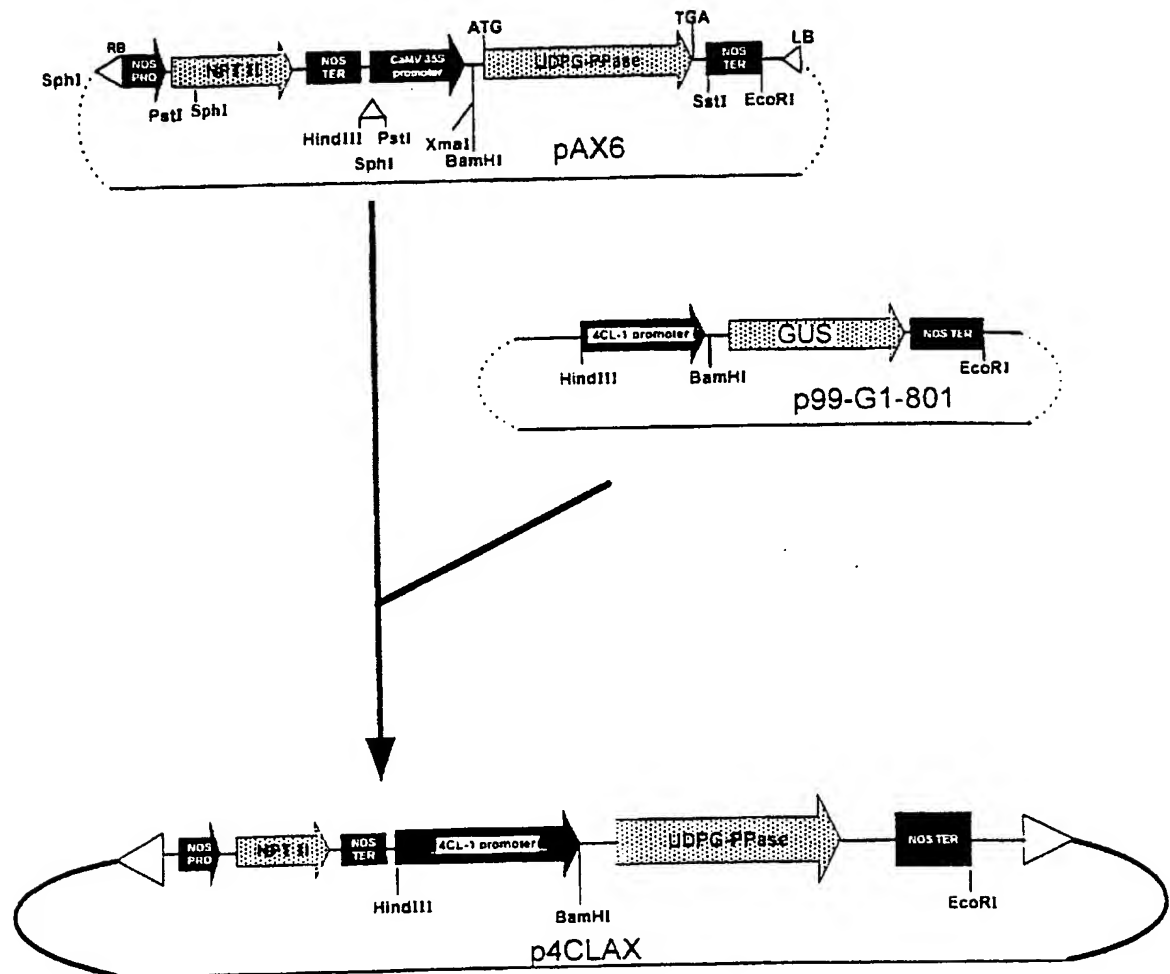 ATG
TGA
RB
LB
NOS
PRO
NPT II
NOS
TER
CaMV 35S
promoter
UDPG-PPase
NOS
TER
SphI
PstI
SphI
HindIII
PstI
SphI
XmaI
BamHI
SstI
EcoRI
pAX6
4CL-1 promoter
GUS
NOS TER
HindIII
BamHI
EcoRI
p99-G1-801
NOS
PRO
NPT II
NOS
TER
4CL-1 promoter
UDPG-PPase
NOS TER
HindIII
BamHI
EcoRI
p4CLAX